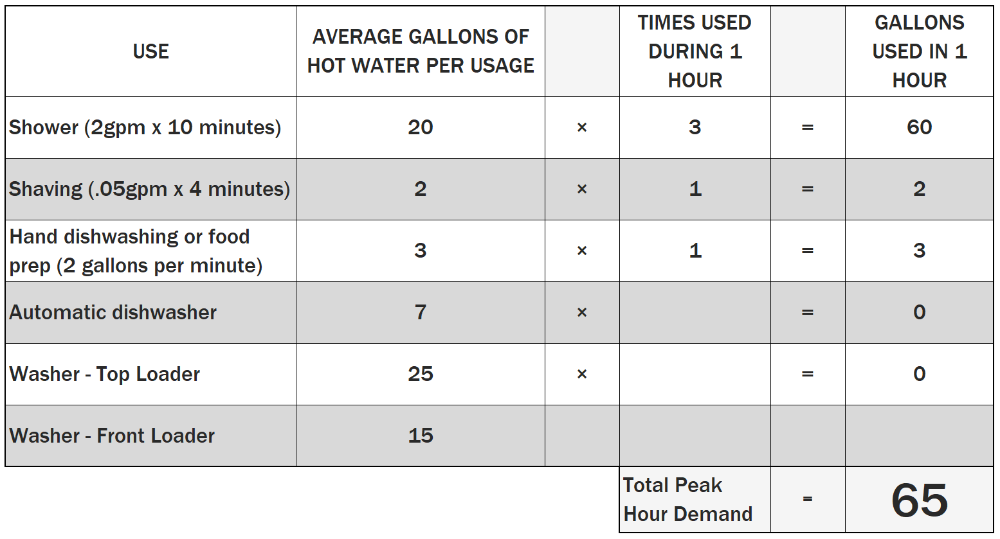 USE
AVERAGE GALLONS OF
HOT WATER PER USAGE
TIMES USED
DURING 1
HOUR
GALLONS
USED IN 1
HOUR
Shower (2gpm x 10 minutes) 20 × 3 = 60
Shaving (.05gpm x 4 minutes) 2 × 1 = 2
Hand dishwashing or food
prep (2 gallons per minute) 3 × 1 = 3
Automatic dishwasher 7 × = 0
Washer - Top Loader 25 × = 0
Washer - Front Loader 15
Total Peak
Hour Demand = 65